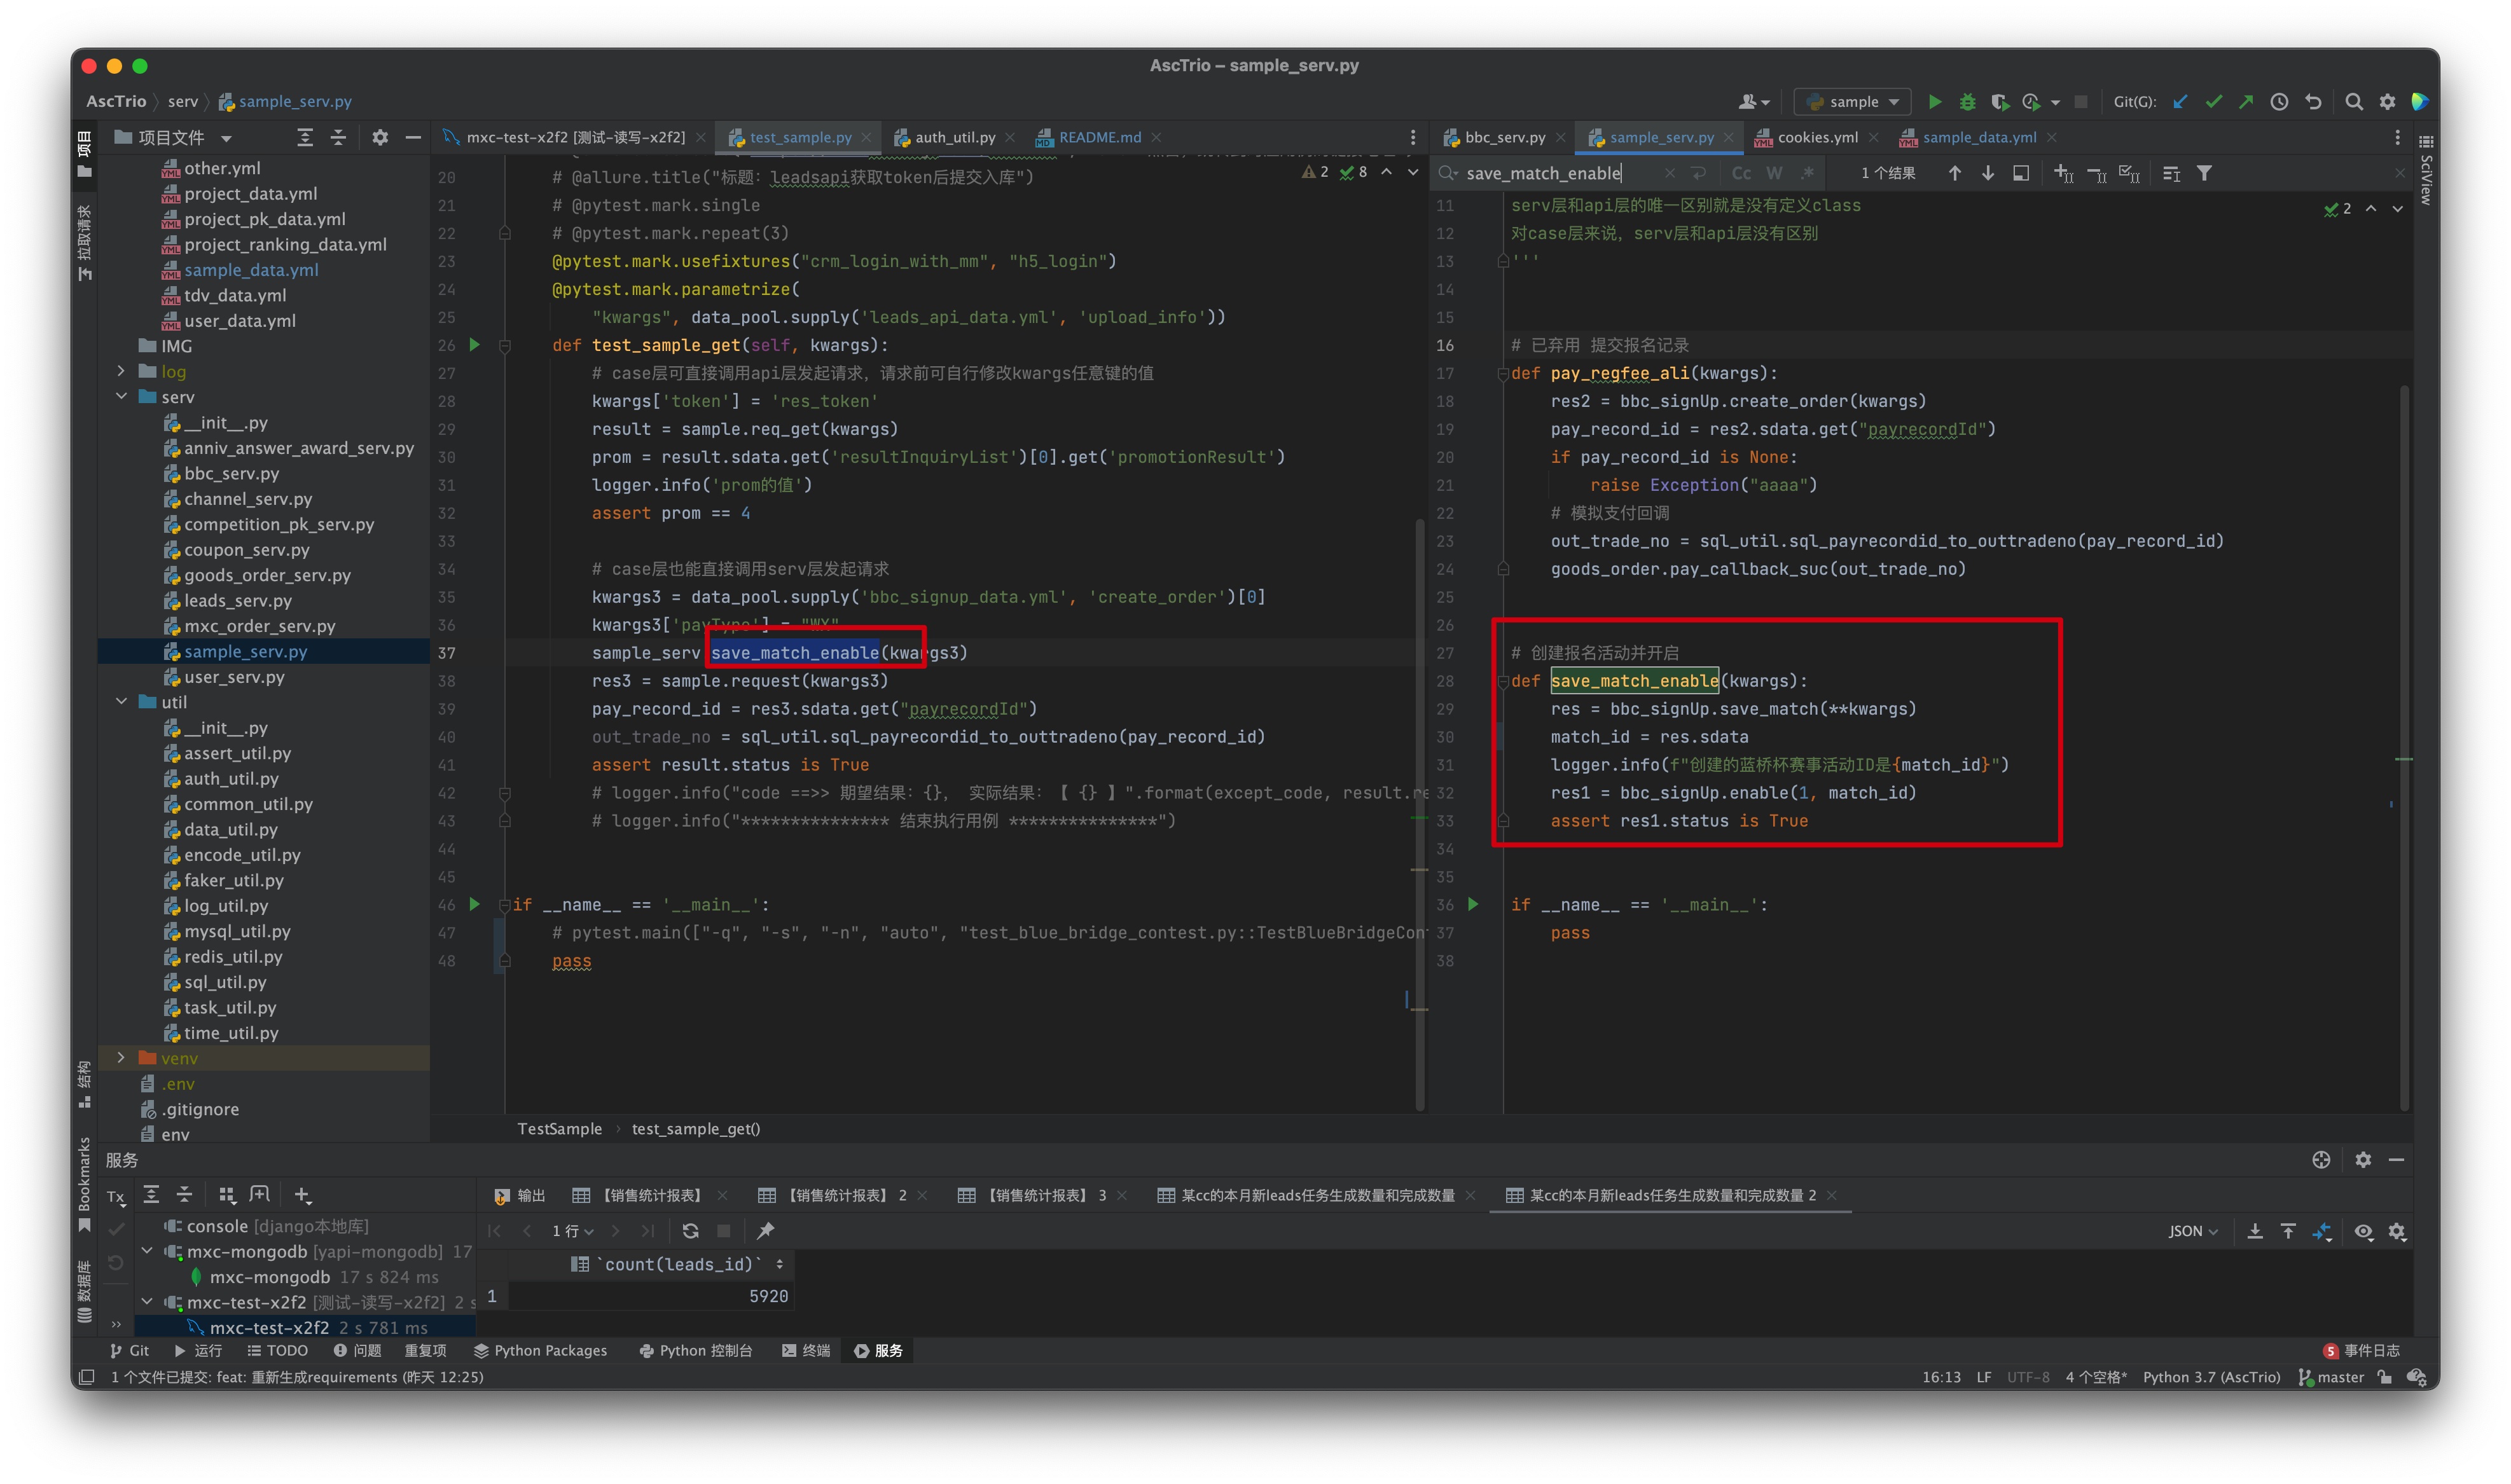 AscTrio – sample_serv.py
AscTrio serv sample_serv.py
sample
Git(G):
项目
拉取请求
结构
Bookmarks
数据库
项目文件
other.yml
project_data.yml
project_pk_data.yml
project_ranking_data.yml
sample_data.yml
tdv_data.yml
user_data.yml
IMG
log
serv
__init__.py
anniv_answer_award_serv.py
bbc_serv.py
channel_serv.py
competition_pk_serv.py
coupon_serv.py
goods_order_serv.py
leads_serv.py
mxc_order_serv.py
sample_serv.py
user_serv.py
util
__init__.py
assert_util.py
auth_util.py
common_util.py
data_util.py
encode_util.py
faker_util.py
log_util.py
mysql_util.py
redis_util.py
sql_util.py
task_util.py
time_util.py
venv
.env
.gitignore
env
mxc-test-x2f2 [测试-读写-x2f2] test_sample.py auth_util.py README.md
2 8
20 # @allure.title("标题：leadsapi获取token后提交入库")
21 # @pytest.mark.single
22 # @pytest.mark.repeat(3)
23 @pytest.mark.usefixtures("crm_login_with_mm", "h5_login")
24 @pytest.mark.parametrize(
25 "kwargs", data_pool.supply('leads_api_data.yml', 'upload_info'))
26 def test_sample_get(self, kwargs):
27 # case层可直接调用api层发起请求，请求前可自行修改kwargs任意键的值
28 kwargs['token'] = 'res_token'
29 result = sample.req_get(kwargs)
30 prom = result.sdata.get('resultInquiryList')[0].get('promotionResult')
31 logger.info('prom的值')
32 assert prom == 4
33
34 # case层也能直接调用serv层发起请求
35 kwargs3 = data_pool.supply('bbc_signup_data.yml', 'create_order')[0]
36 kwargs3['payType'] = "WX"
37 sample_serv save_match_enable(kwargs3)
38 res3 = sample.request(kwargs3)
39 pay_record_id = res3.sdata.get("payrecordId")
40 out_trade_no = sql_util.sql_payrecordid_to_outtradeno(pay_record_id)
41 assert result.status is True
42 # logger.info("code ==>> 期望结果：{}， 实际结果：【 {} 】".format(except_code, result.re
43 # logger.info("*************** 结束执行用例 ***************")
44
45
46 if __name__ == '__main__':
47 # pytest.main(["-q", "-s", "-n", "auto", "test_blue_bridge_contest.py::TestBlueBridgeCon
48 pass
TestSample test_sample_get()
bbc_serv.py sample_serv.py cookies.yml sample_data.yml
save_match_enable Cc W .* 1 个结果
2
11 serv层和api层的唯一区别就是没有定义class
12 对case层来说，serv层和api层没有区别
13 '''
14
15
16 # 已弃用 提交报名记录
17 def pay_regfee_ali(kwargs):
18 res2 = bbc_signUp.create_order(kwargs)
19 pay_record_id = res2.sdata.get("payrecordId")
20 if pay_record_id is None:
21 raise Exception("aaaa")
22 # 模拟支付回调
23 out_trade_no = sql_util.sql_payrecordid_to_outtradeno(pay_record_id)
24 goods_order.pay_callback_suc(out_trade_no)
25
26
27 # 创建报名活动并开启
28 def save_match_enable(kwargs):
29 res = bbc_signUp.save_match(**kwargs)
30 match_id = res.sdata
31 logger.info(f"创建的蓝桥杯赛事活动ID是{match_id}")
32 res1 = bbc_signUp.enable(1, match_id)
33 assert res1.status is True
34
35
36 if __name__ == '__main__':
37 pass
38
SciView
服务
Tx
console [django本地库]
mxc-mongodb [yapi-mongodb] 17
mxc-mongodb 17 s 824 ms
mxc-test-x2f2 [测试-读写-x2f2] 2 s
mxc-test-x2f2 2 s 781 ms
输出 【销售统计报表】 【销售统计报表】 2 【销售统计报表】 3 某cc的本月新leads任务生成数量和完成数量 某cc的本月新leads任务生成数量和完成数量 2
1 行 JSON
`count(leads_id)`
1 5920
Git 运行 TODO 问题 重复项 Python Packages Python 控制台 终端 服务 5 事件日志
1 个文件已提交: feat: 重新生成requirements (昨天 12:25) 16:13 LF UTF-8 4 个空格* Python 3.7 (AscTrio) master